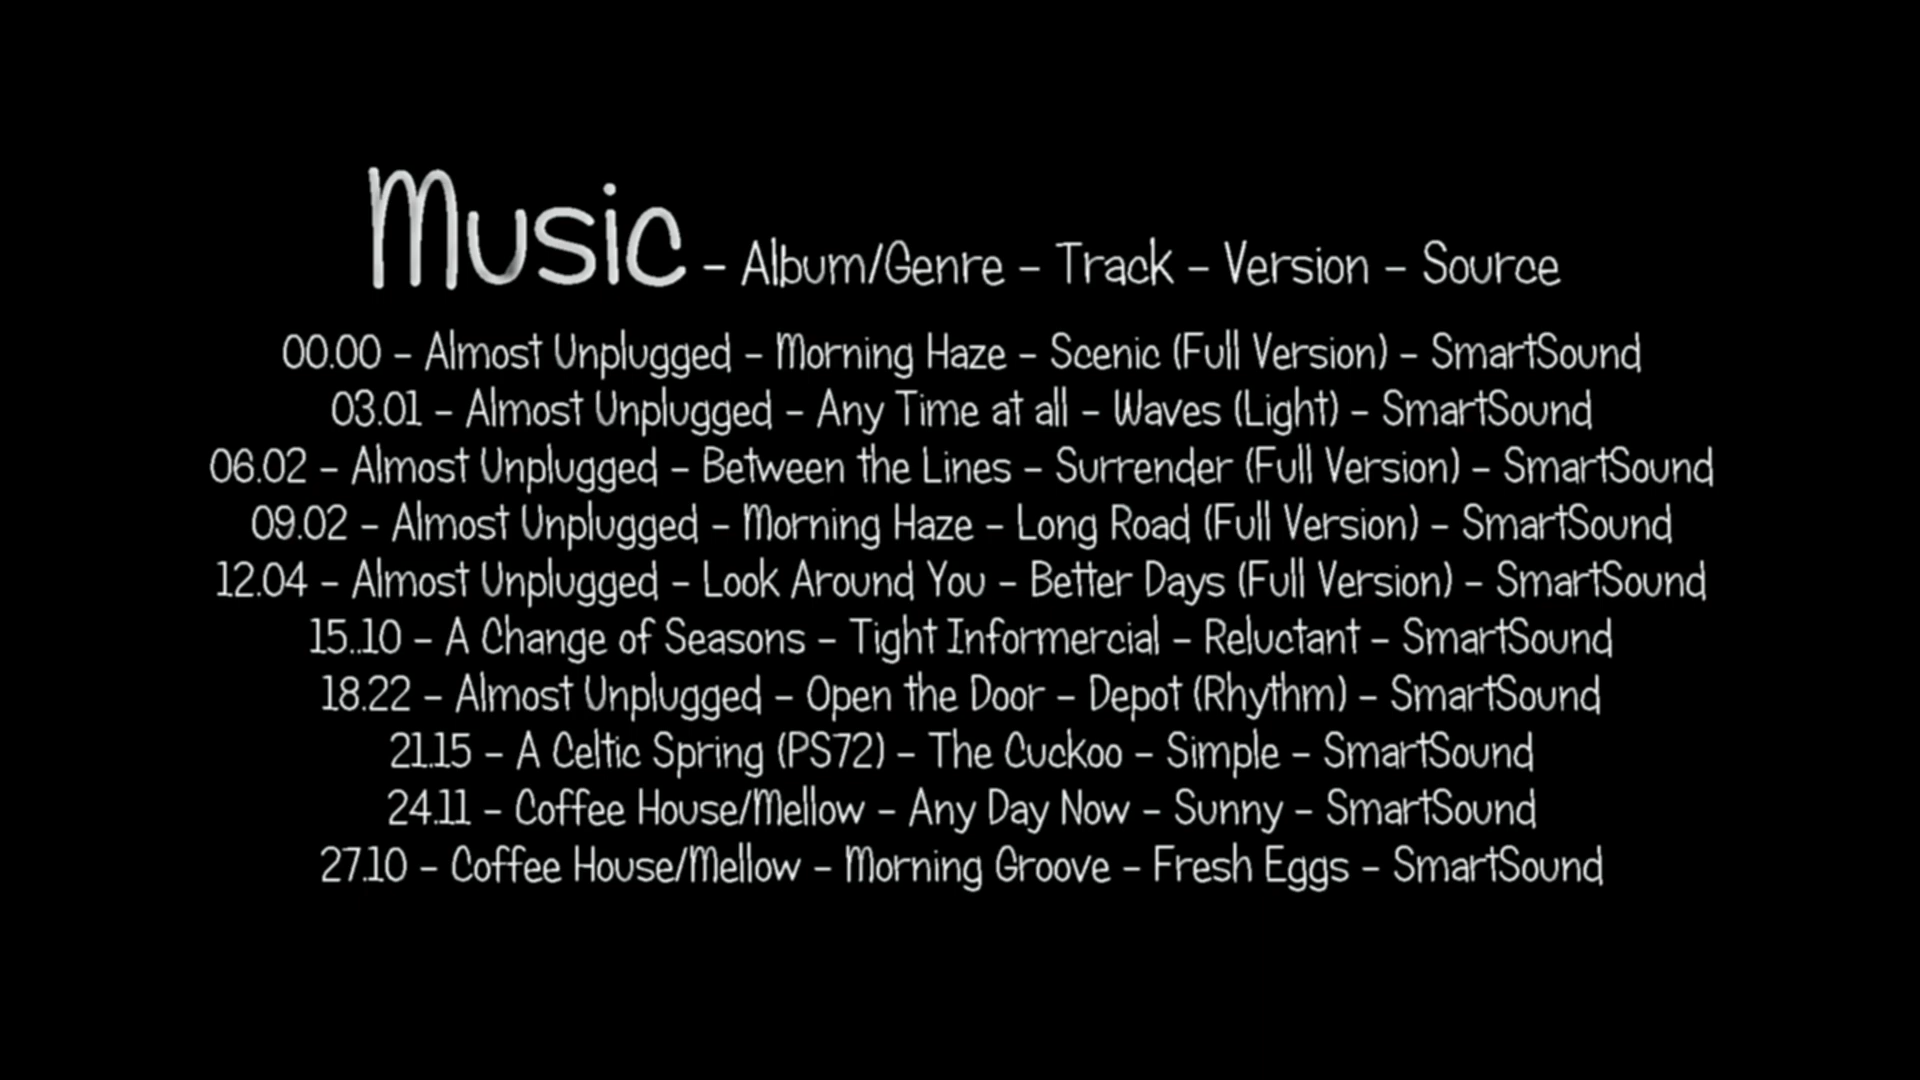 Music – Album/Genre – Track – Version – Source
00.00 – Almost Unplugged – Morning Haze – Scenic (Full Version) – SmartSound
03.01 – Almost Unplugged – Any Time at all – Waves (Light) – SmartSound
06.02 – Almost Unplugged – Between the Lines – Surrender (Full Version) – SmartSound
09.02 – Almost Unplugged – Morning Haze – Long Road (Full Version) – SmartSound
12.04 – Almost Unplugged – Look Around You – Better Days (Full Version) – SmartSound
15..10 – A Change of Seasons – Tight Informercial – Reluctant – SmartSound
18.22 – Almost Unplugged – Open the Door – Depot (Rhythm) – SmartSound
21.15 – A Celtic Spring (PS72) – The Cuckoo – Simple – SmartSound
24.11 – Coffee House/Mellow – Any Day Now – Sunny – SmartSound
27.10 – Coffee House/Mellow – Morning Groove – Fresh Eggs – SmartSound